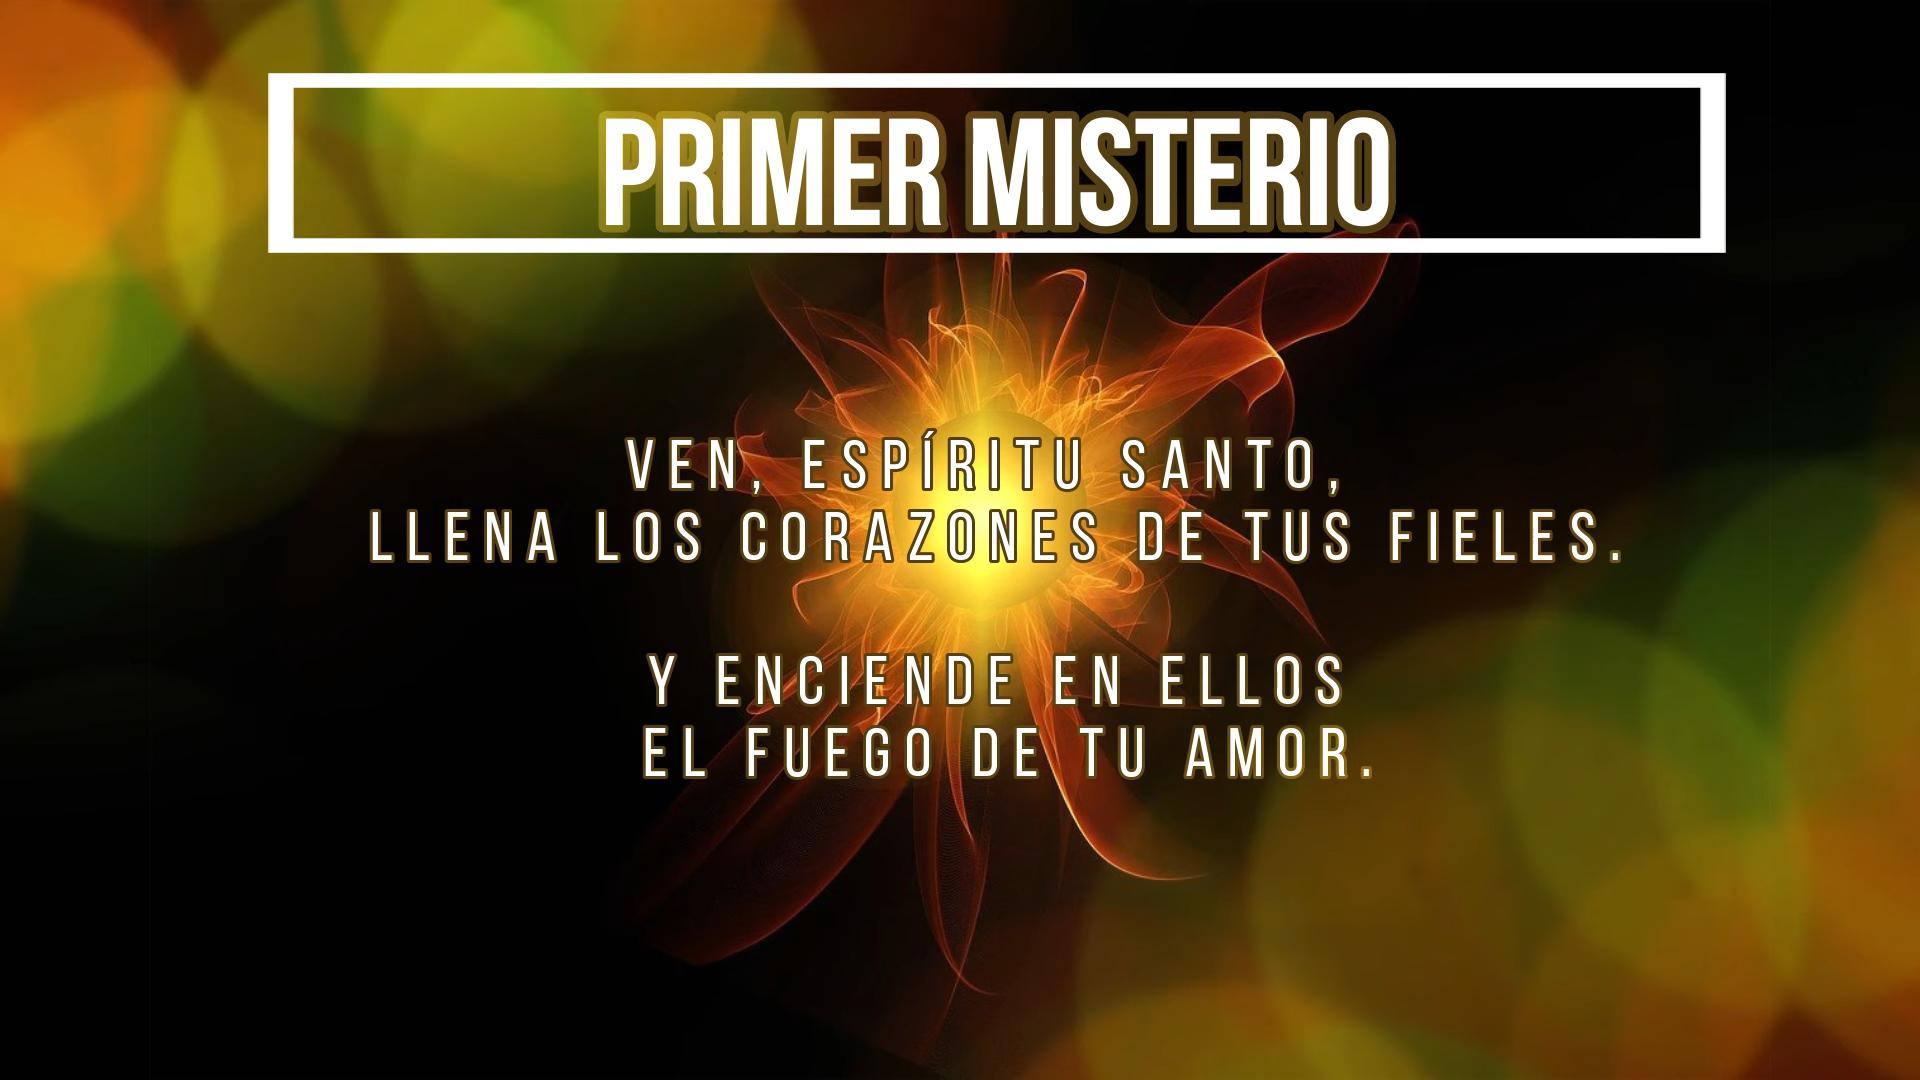 PRIMER MISTERIO
VEN, ESPÍRITU SANTO,
LLENA LOS CORAZONES DE TUS FIELES.
Y ENCIENDE EN ELLOS
EL FUEGO DE TU AMOR.